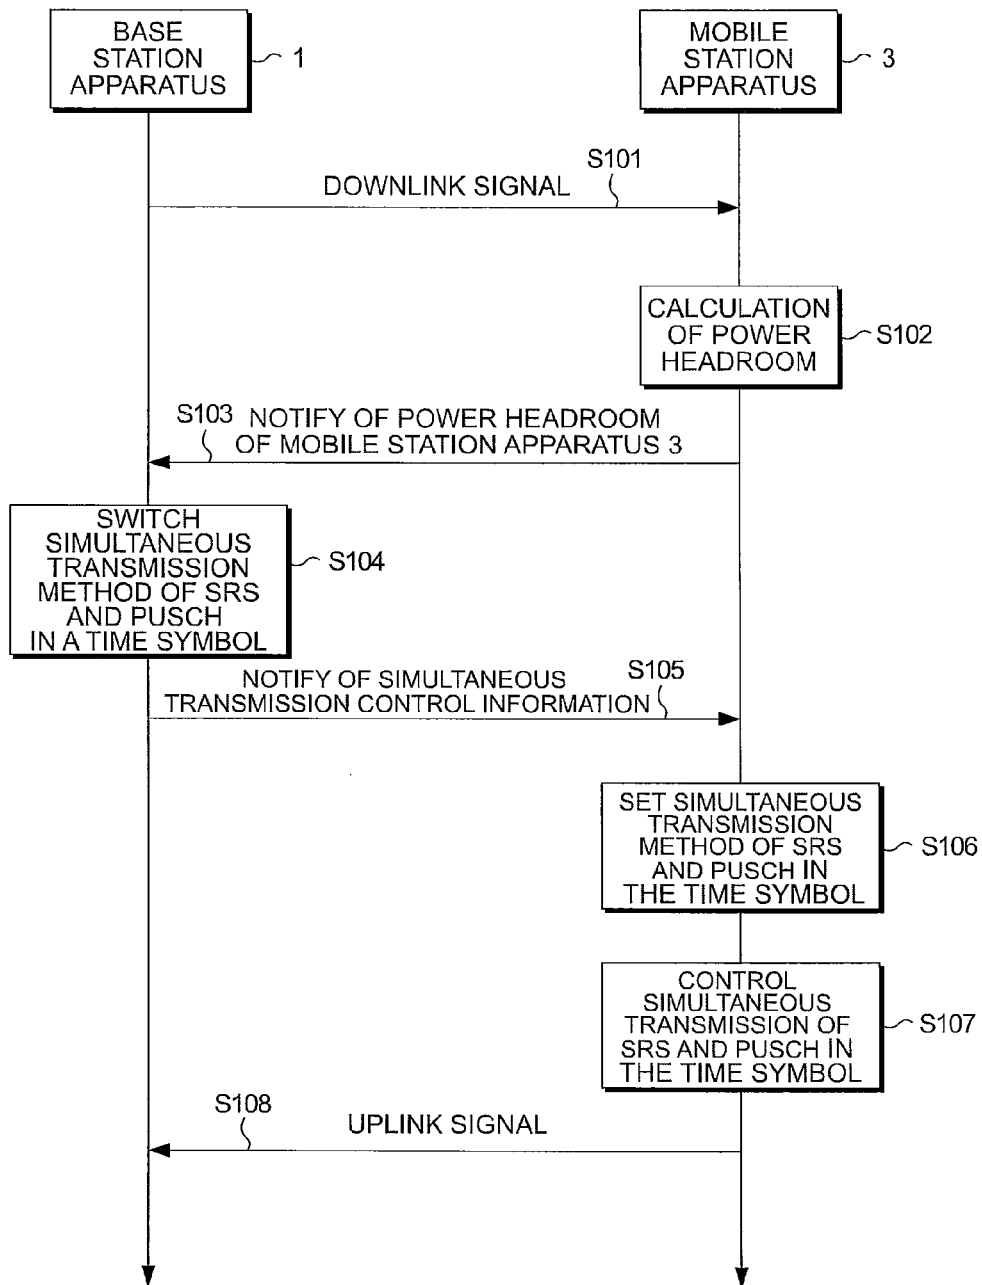 BASE
STATION
APPARATUS
1
MOBILE
STATION
APPARATUS
3
S101
DOWNLINK SIGNAL
CALCULATION
OF POWER
HEADROOM
S102
S103
NOTIFY OF POWER HEADROOM
OF MOBILE STATION APPARATUS 3
SWITCH
SIMULTANEOUS
TRANSMISSION
METHOD OF SRS
AND PUSCH
IN A TIME SYMBOL
S104
NOTIFY OF SIMULTANEOUS
TRANSMISSION CONTROL INFORMATION
S105
SET SIMULTANEOUS
TRANSMISSION
METHOD OF SRS
AND PUSCH IN
THE TIME SYMBOL
S106
CONTROL
SIMULTANEOUS
TRANSMISSION OF
SRS AND PUSCH IN
THE TIME SYMBOL
S107
S108
UPLINK SIGNAL